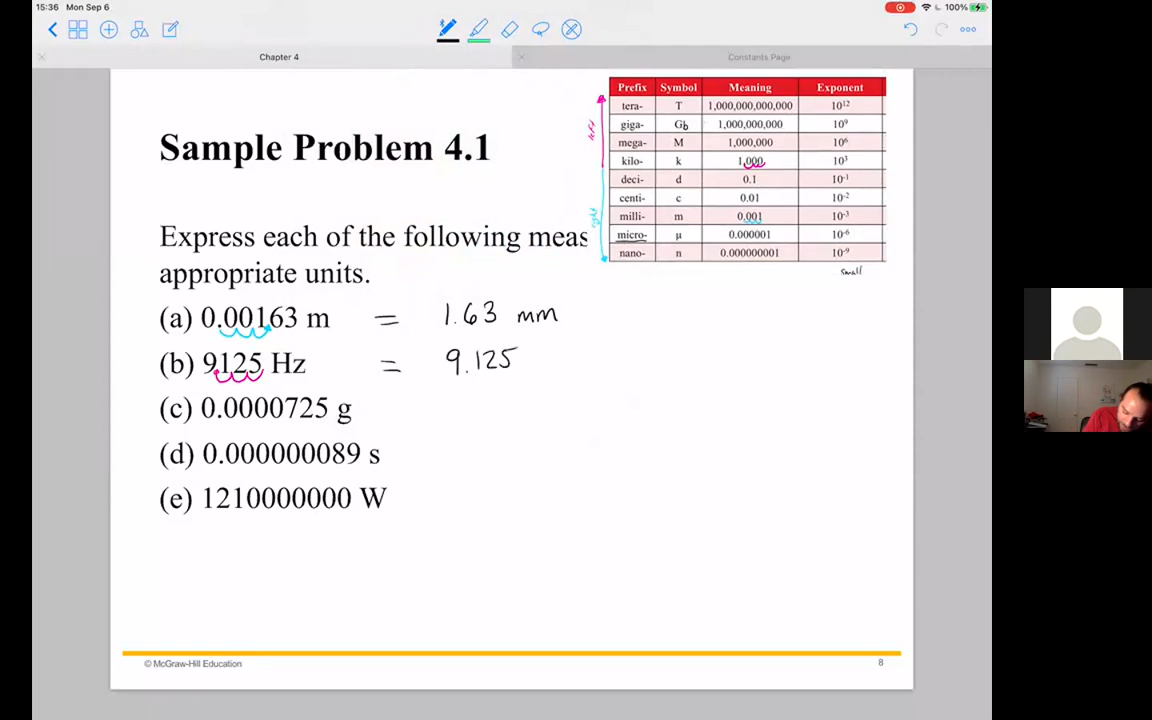 15:36 Mon Sep 6
100%
Chapter 4
Constants Page
Sample Problem 4.1
Prefix Symbol Meaning Exponent
tera- T 1,000,000,000,000 10¹²
giga- Gb 1,000,000,000 10⁹
mega- M 1,000,000 10⁶
kilo- k 1,000 10³
deci- d 0.1 10⁻¹
centi- c 0.01 10⁻²
milli- m 0.001 10⁻³
micro- μ 0.000001 10⁻⁶
nano- n 0.000000001 10⁻⁹
small
Express each of the following meas
appropriate units.
(a) 0.00163 m = 1.63 mm
(b) 9125 Hz = 9.125
(c) 0.0000725 g
(d) 0.000000089 s
(e) 1210000000 W
© McGraw-Hill Education
8